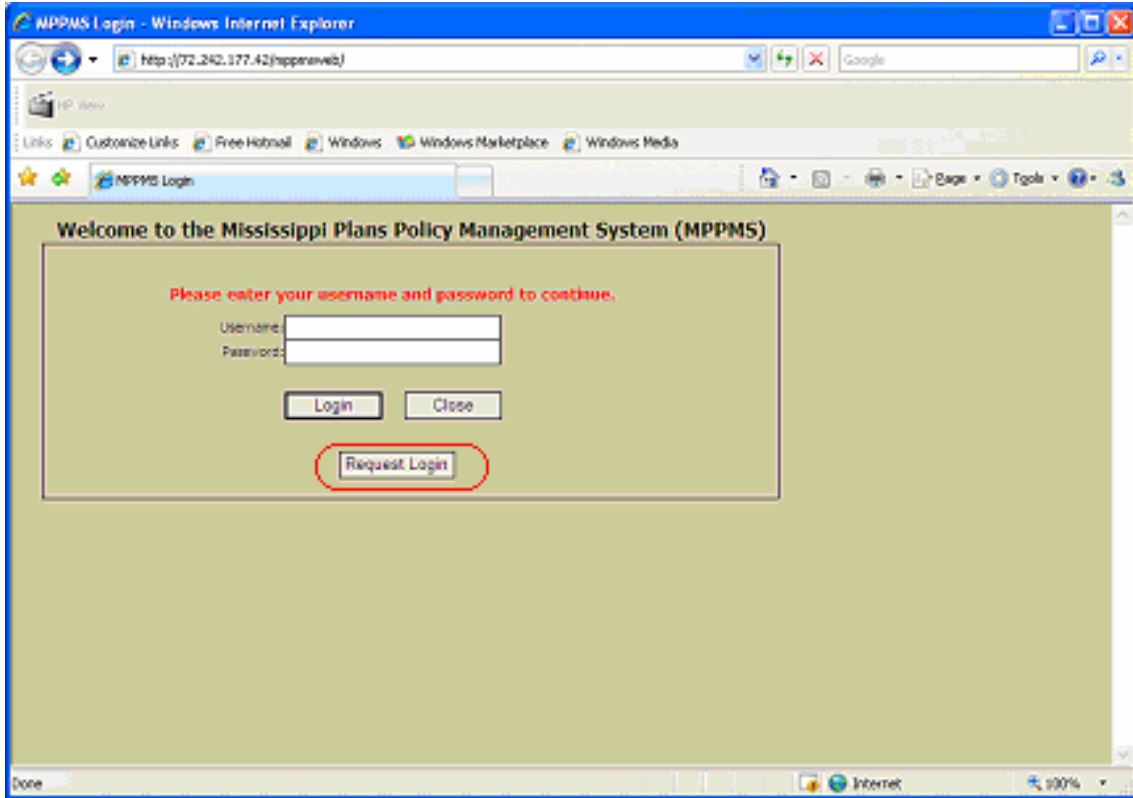 MPPMS Login - Windows Internet Explorer
http://72.242.177.42/mppmsweb/
Google
HP View
Links Customize Links Free Hotmail Windows Windows Marketplace Windows Media
MPPMS Login
Page Tools
Welcome to the Mississippi Plans Policy Management System (MPPMS)
Please enter your username and password to continue.
Username:
Password:
Login Close
Request Login
Done Internet 100%